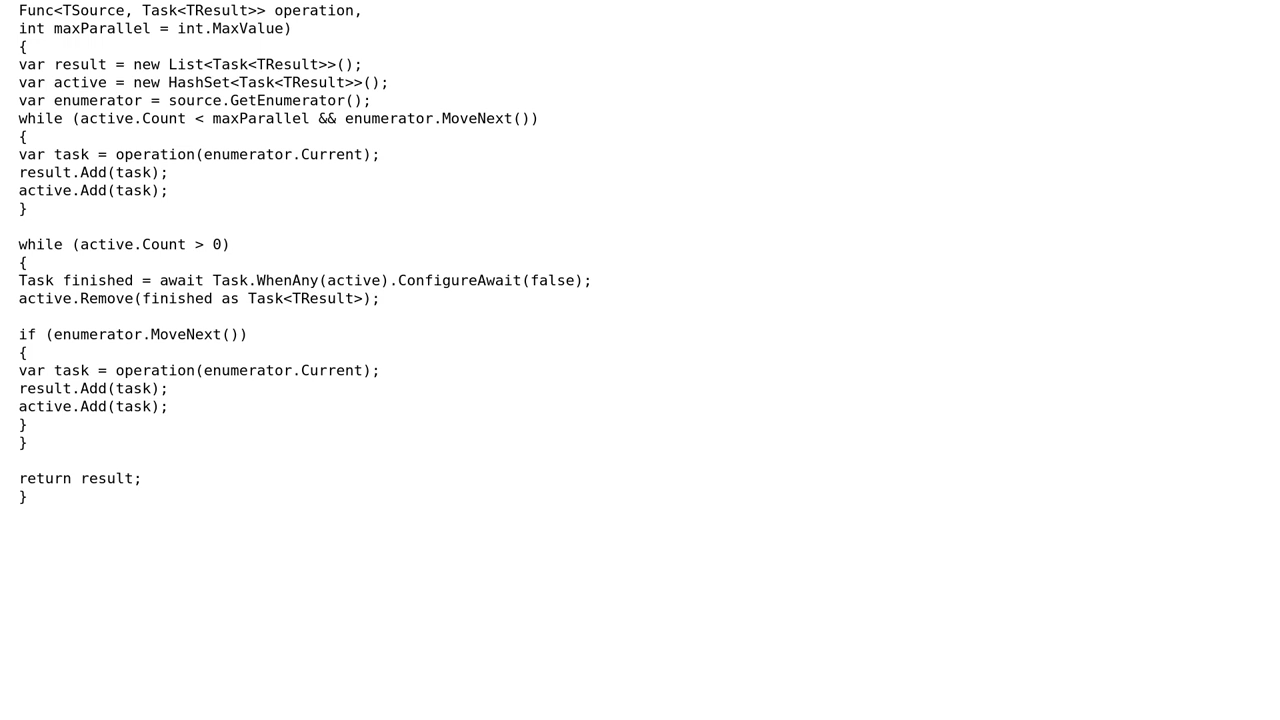 Func<TSource, Task<TResult>> operation,
int maxParallel = int.MaxValue)
{
var result = new List<Task<TResult>>();
var active = new HashSet<Task<TResult>>();
var enumerator = source.GetEnumerator();
while (active.Count < maxParallel && enumerator.MoveNext())
{
var task = operation(enumerator.Current);
result.Add(task);
active.Add(task);
}

while (active.Count > 0)
{
Task finished = await Task.WhenAny(active).ConfigureAwait(false);
active.Remove(finished as Task<TResult>);

if (enumerator.MoveNext())
{
var task = operation(enumerator.Current);
result.Add(task);
active.Add(task);
}
}

return result;
}